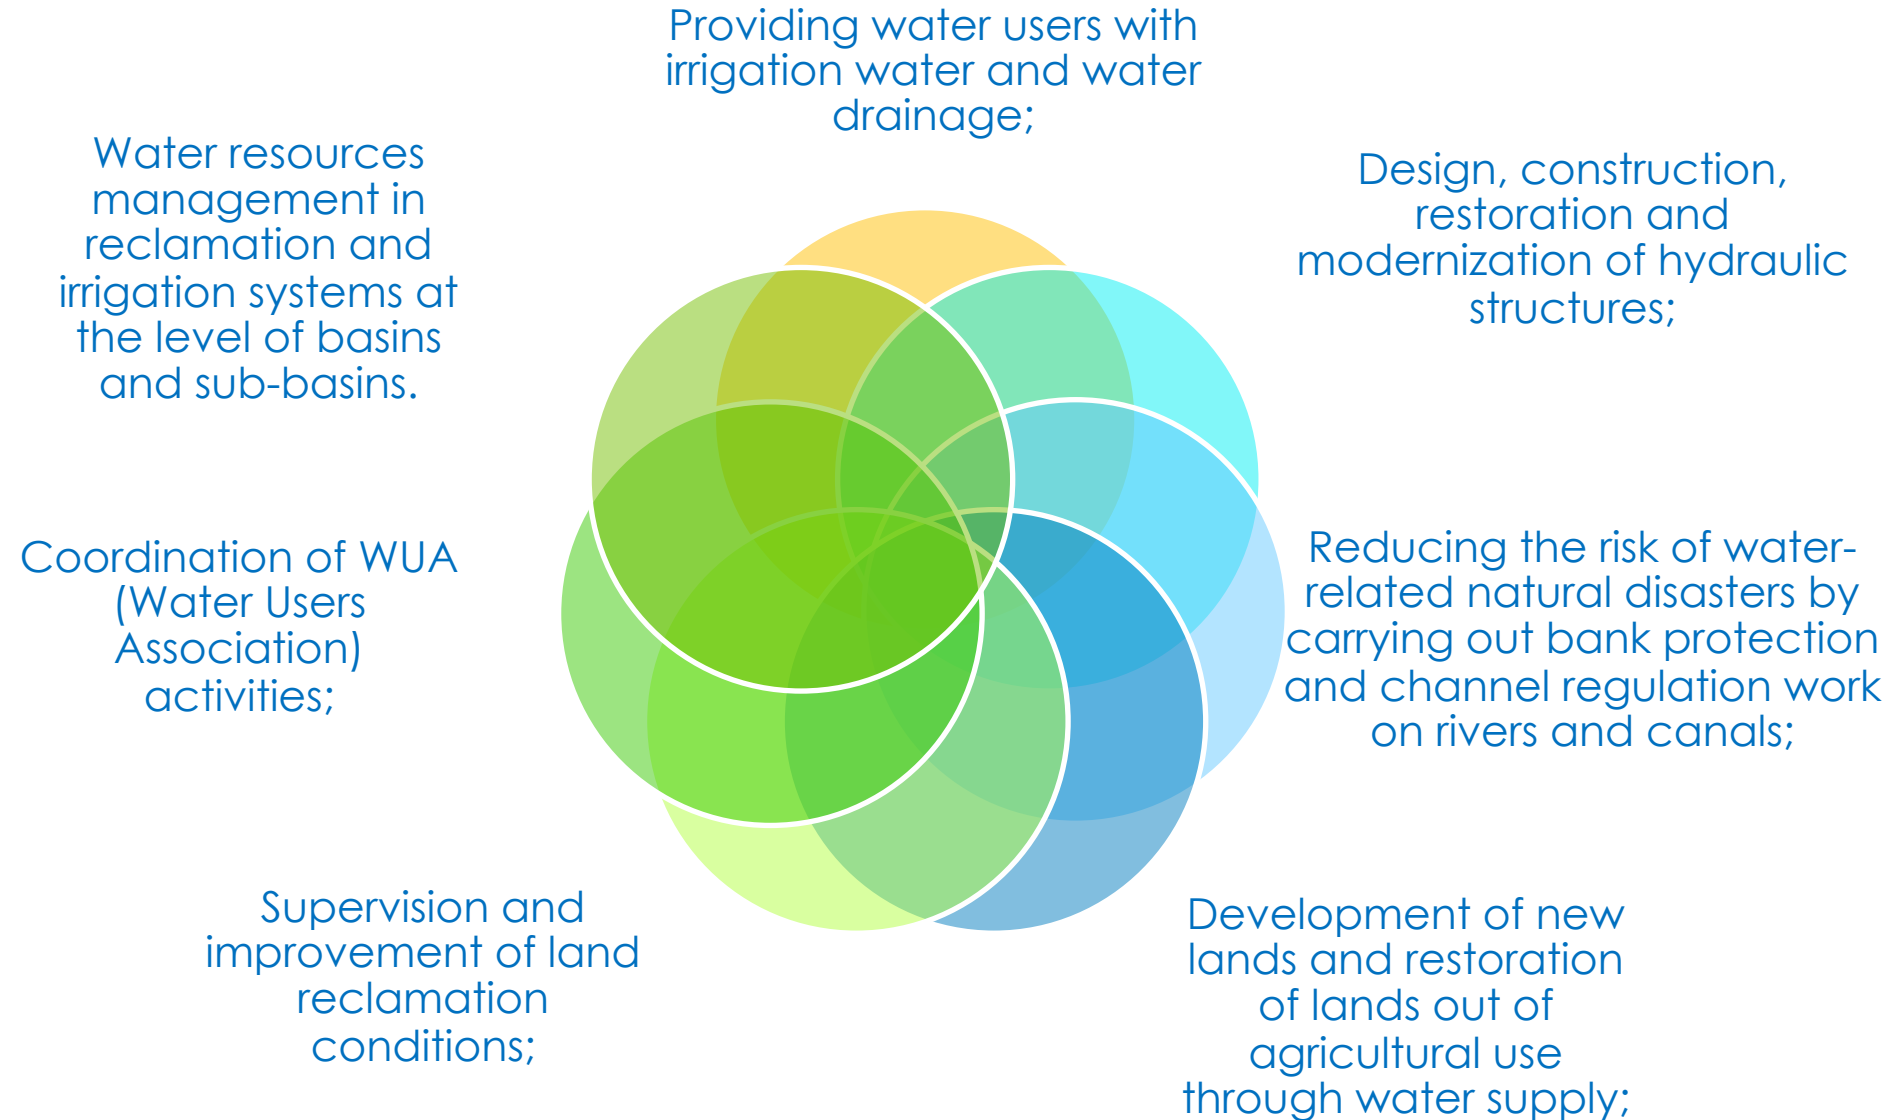 Providing water users with
irrigation water and water
drainage;
Design, construction,
restoration and
modernization of hydraulic
structures;
Reducing the risk of water-
related natural disasters by
carrying out bank protection
and channel regulation work
on rivers and canals;
Development of new
lands and restoration
of lands out of
agricultural use
through water supply;
Supervision and
improvement of land
reclamation
conditions;
Coordination of WUA
(Water Users
Association)
activities;
Water resources
management in
reclamation and
irrigation systems at
the level of basins
and sub-basins.